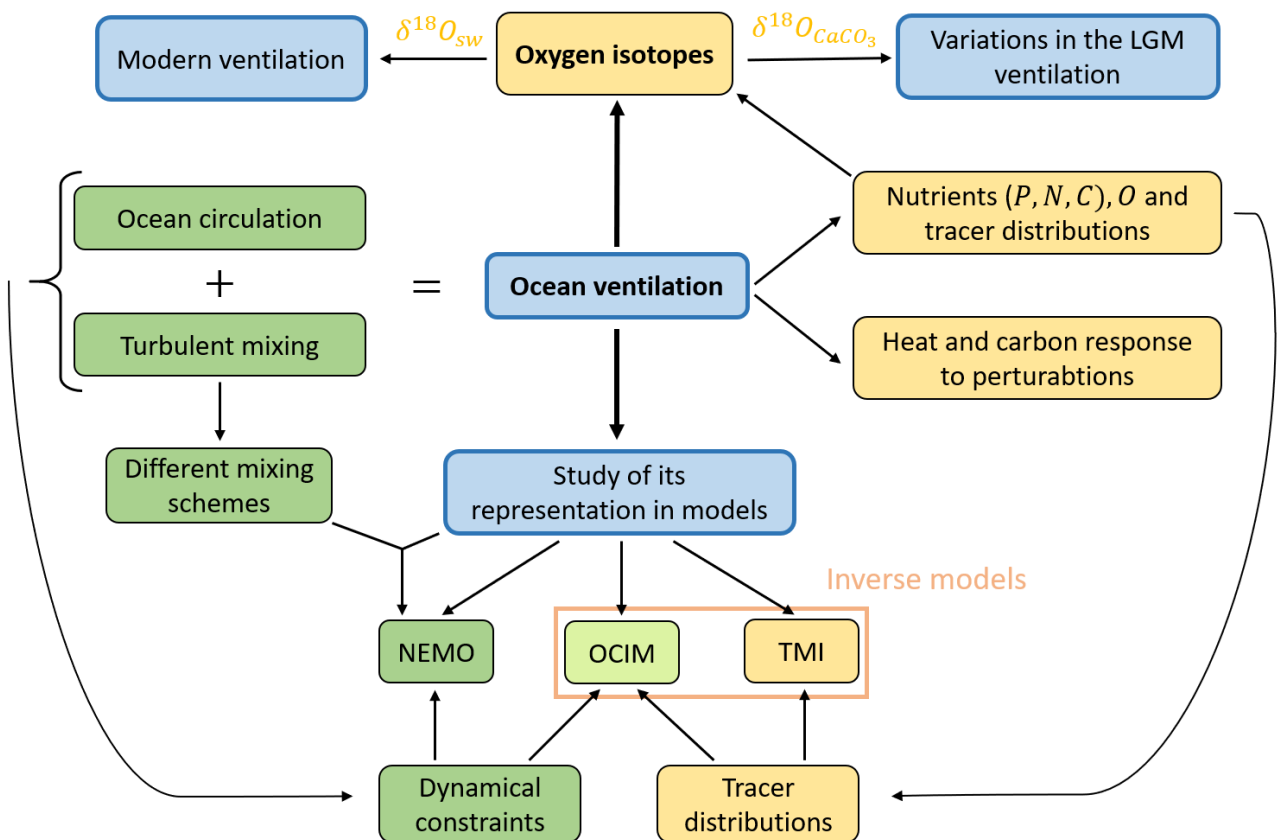 Modern ventilation
δ¹⁸O_sw
Oxygen isotopes
δ¹⁸O_CaCO₃
Variations in the LGM
ventilation
Ocean circulation
+
Turbulent mixing
=
Ocean ventilation
Nutrients (P, N, C), O and
tracer distributions
Heat and carbon response
to perturabtions
Different mixing
schemes
Study of its
representation in models
Inverse models
NEMO
OCIM
TMI
Dynamical
constraints
Tracer
distributions